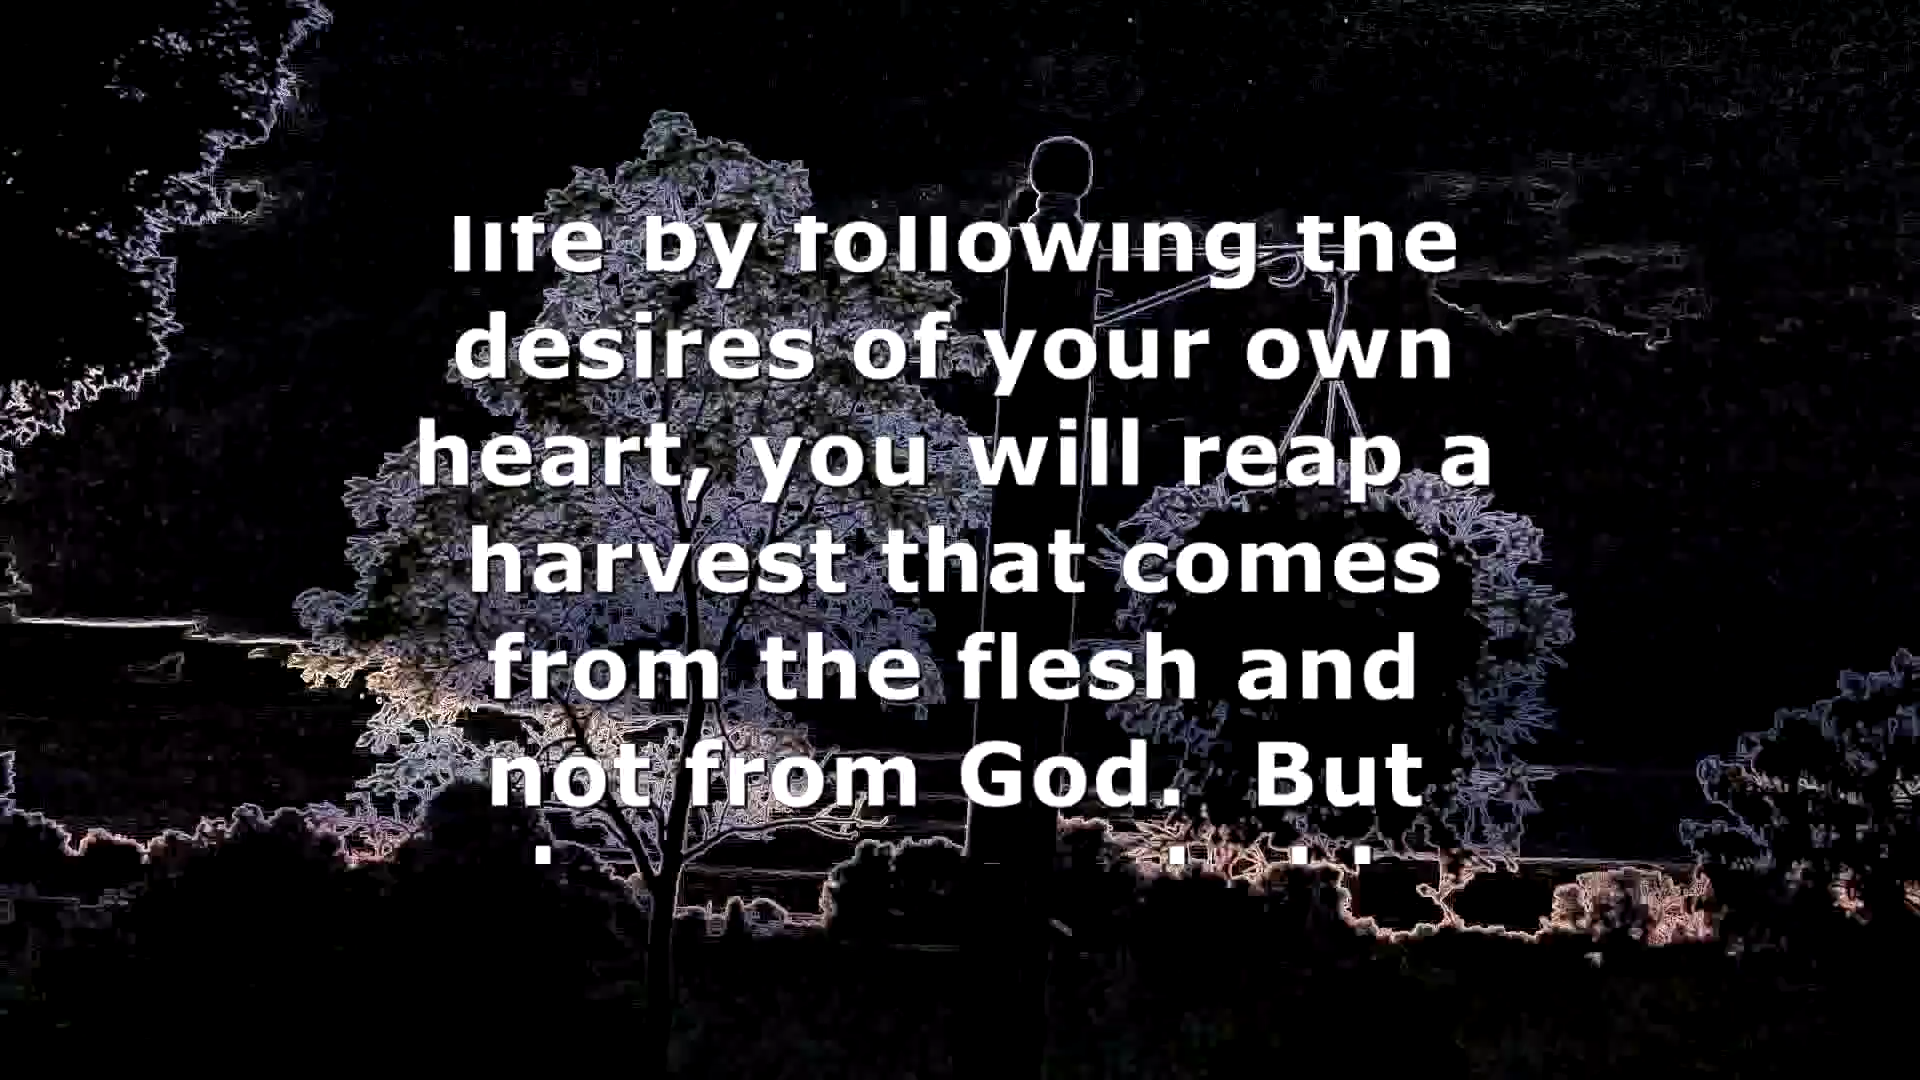 life by following the
desires of your own
heart, you will reap a
harvest that comes
from the flesh and
not from God.  But